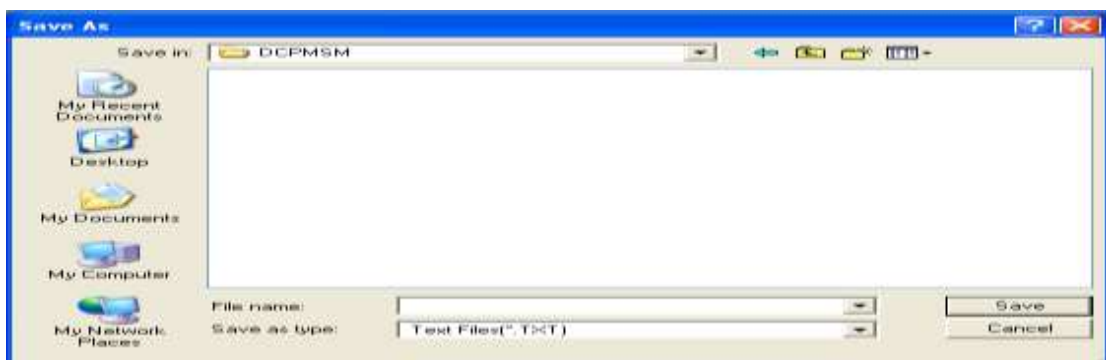 Save As
Save in: DCPMSM
My Recent
Documents
Desktop
My Documents
My Computer
My Network
Places
File name:
Save as type: Text Files(*.TXT)
Save
Cancel